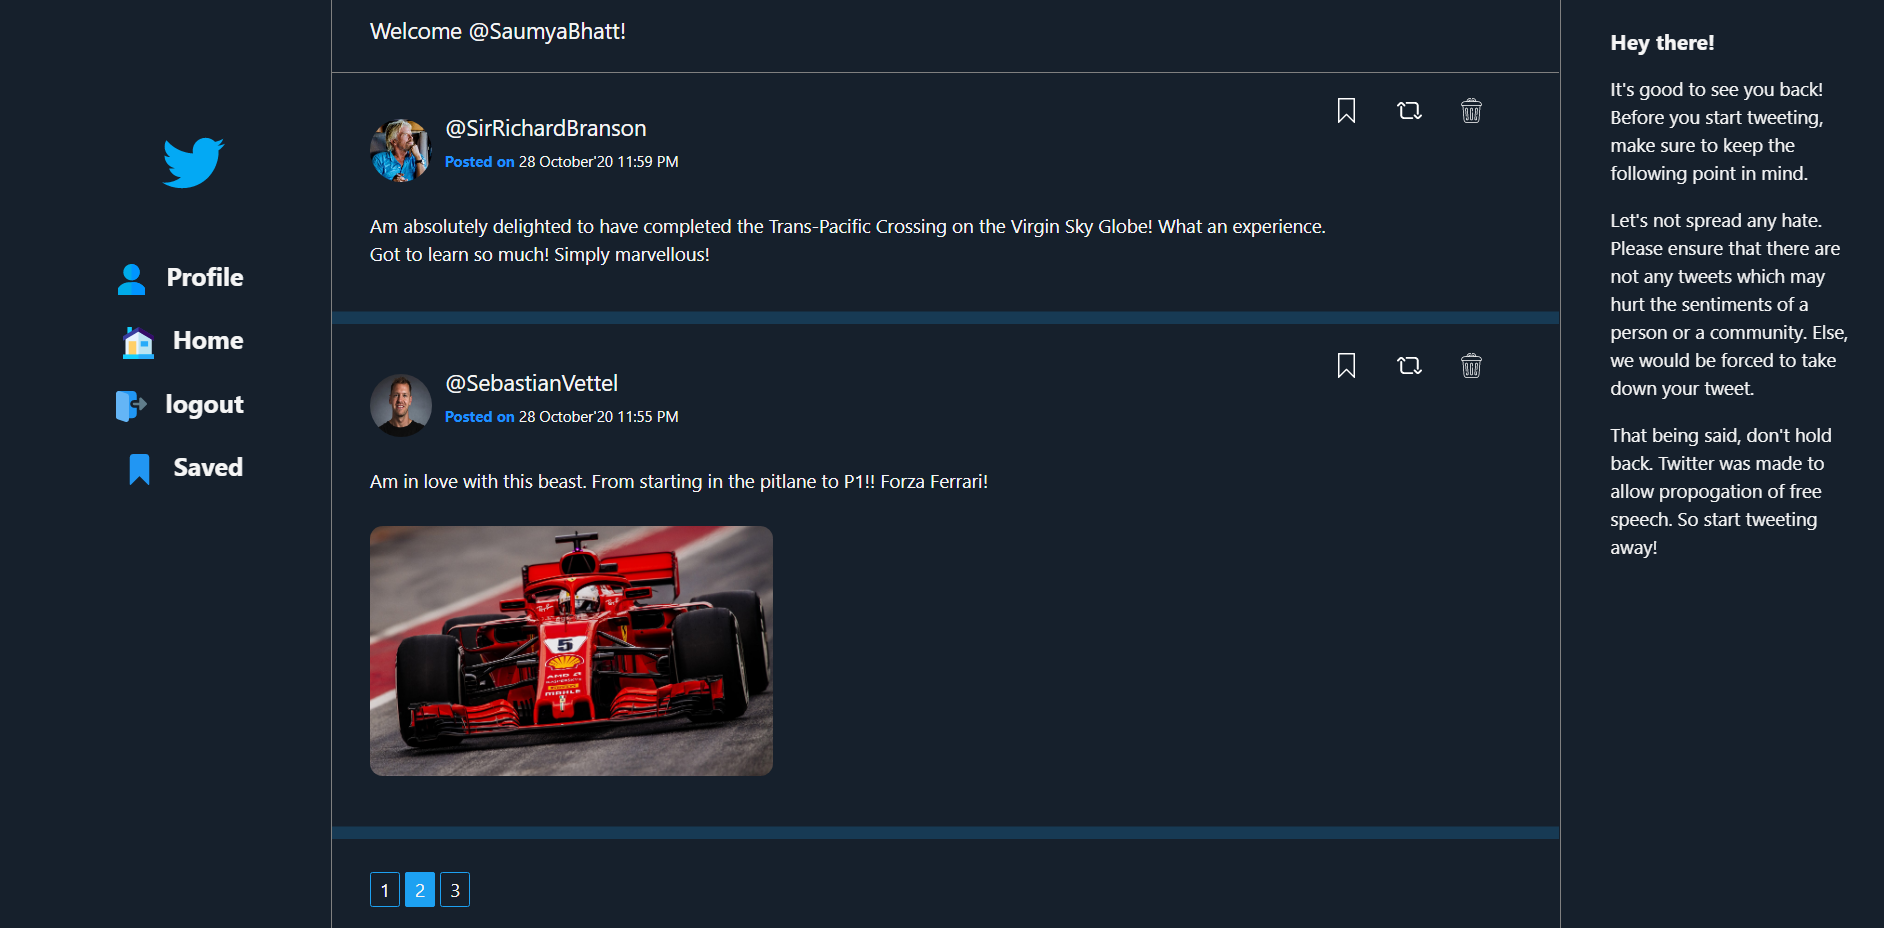 Welcome @SaumyaBhatt!
Profile
Home
logout
Saved
@SirRichardBranson
Posted on 28 October'20 11:59 PM
Am absolutely delighted to have completed the Trans-Pacific Crossing on the Virgin Sky Globe! What an experience.
Got to learn so much! Simply marvellous!
@SebastianVettel
Posted on 28 October'20 11:55 PM
Am in love with this beast. From starting in the pitlane to P1!! Forza Ferrari!
5
AMD
MAHLE
1 2 3
Hey there!
It's good to see you back!
Before you start tweeting,
make sure to keep the
following point in mind.
Let's not spread any hate.
Please ensure that there are
not any tweets which may
hurt the sentiments of a
person or a community. Else,
we would be forced to take
down your tweet.
That being said, don't hold
back. Twitter was made to
allow propogation of free
speech. So start tweeting
away!